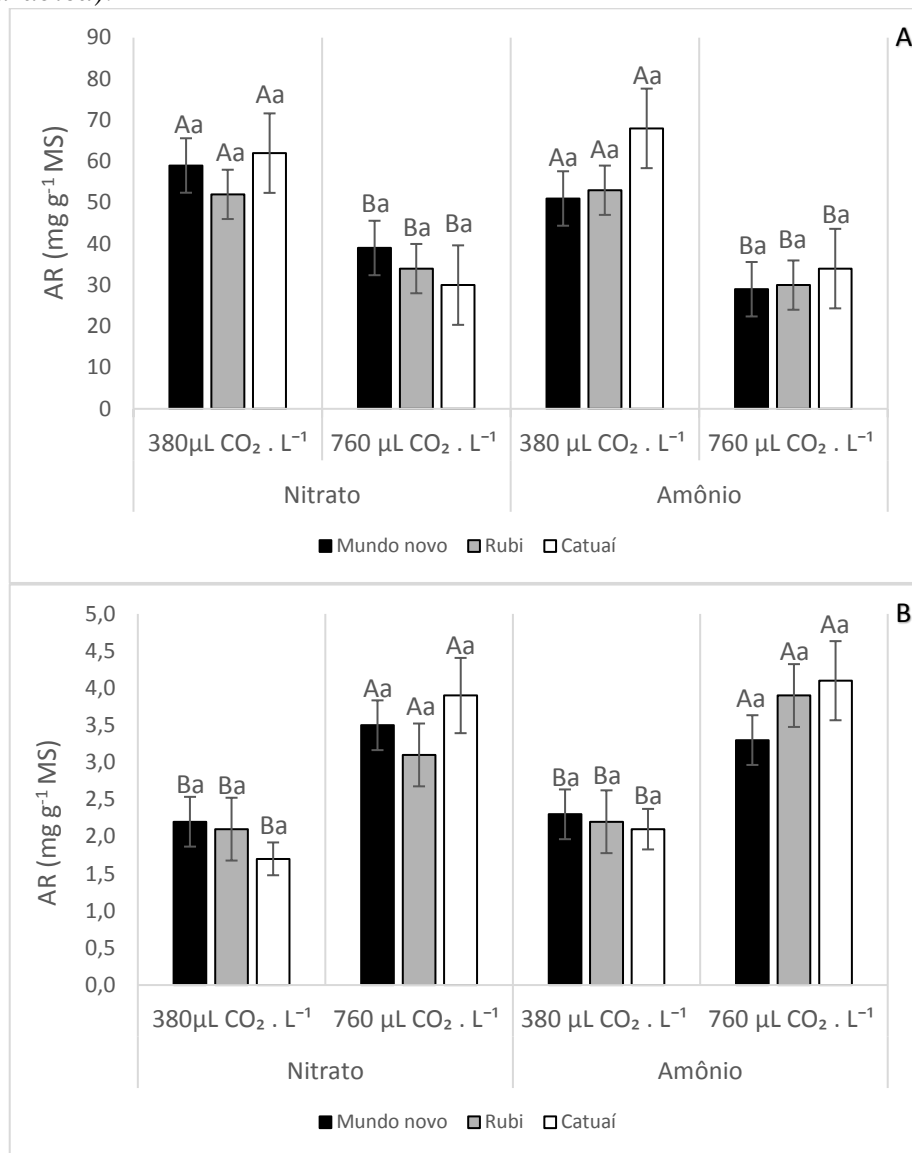 A
90
80
70
60
50
40
30
20
10
0
AR (mg g⁻¹ MS)
Aa Aa Aa Ba Ba Ba Aa Aa Aa Ba Ba Ba
380µL CO₂ . L⁻¹ 760 µL CO₂ . L⁻¹ 380 µL CO₂ . L⁻¹ 760 µL CO₂ . L⁻¹
Nitrato Amônio
Mundo novo Rubi Catuaí
B
5,0
4,5
4,0
3,5
3,0
2,5
2,0
1,5
1,0
0,5
0,0
AR (mg g⁻¹ MS)
Ba Ba Ba Aa Aa Aa Ba Ba Ba Aa Aa Aa
380µL CO₂ . L⁻¹ 760 µL CO₂ . L⁻¹ 380 µL CO₂ . L⁻¹ 760 µL CO₂ . L⁻¹
Nitrato Amônio
Mundo novo Rubi Catuaí